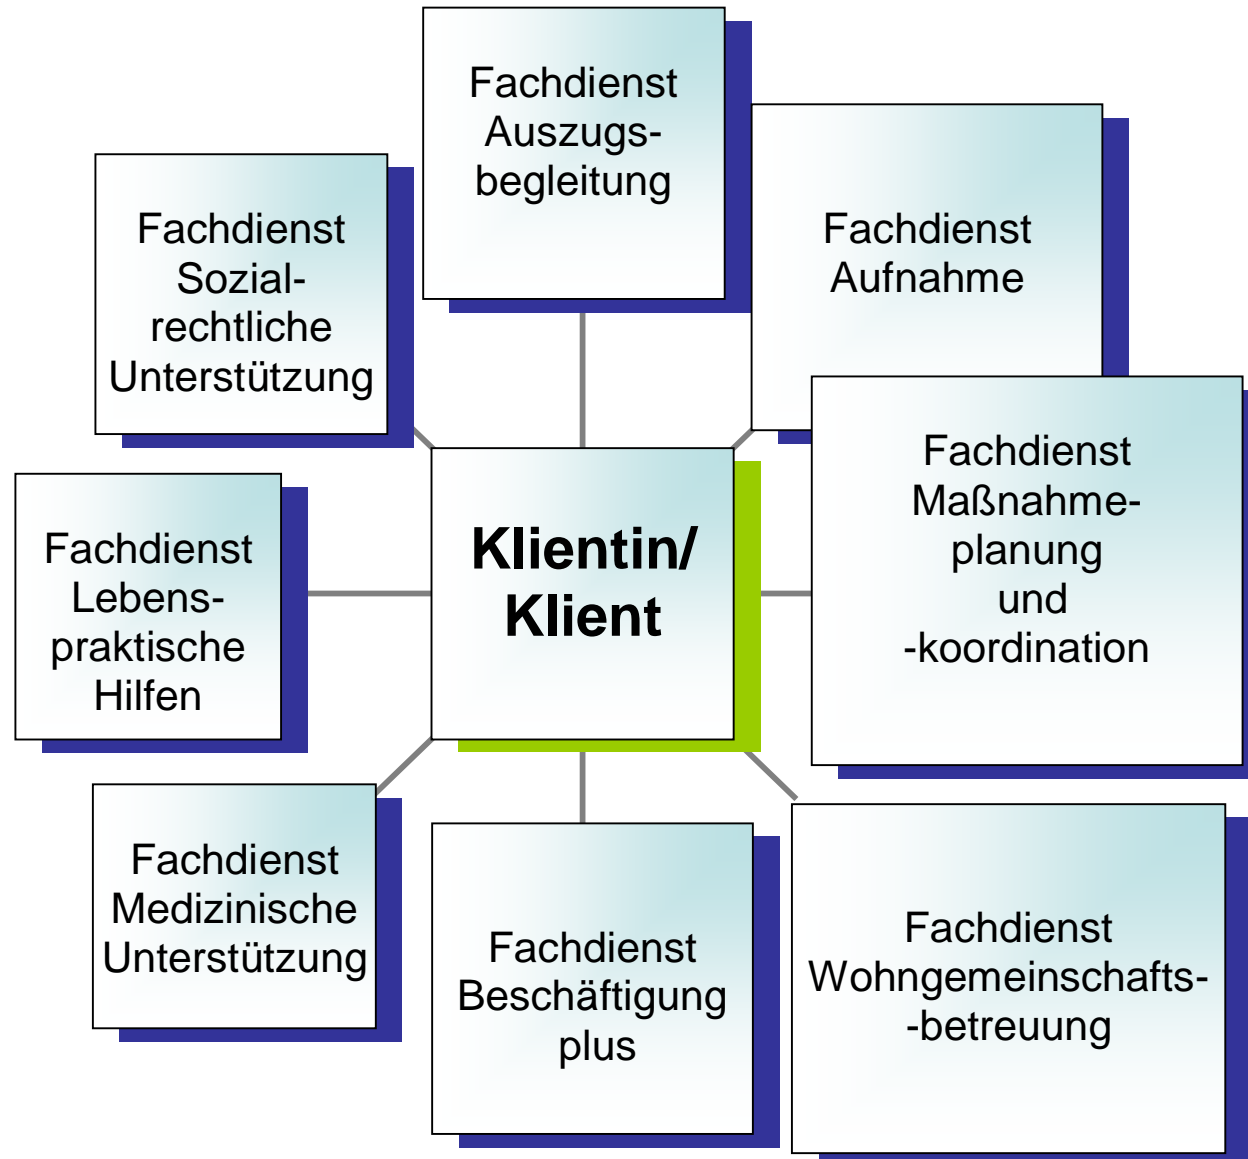 Fachdienst
Auszugs-
begleitung
Fachdienst
Aufnahme
Fachdienst
Sozial-
rechtliche
Unterstützung
Fachdienst
Maßnahme-
planung
und
-koordination
Klientin/
Klient
Fachdienst
Lebens-
praktische
Hilfen
Fachdienst
Medizinische
Unterstützung
Fachdienst
Beschäftigung
plus
Fachdienst
Wohngemeinschafts-
-betreuung